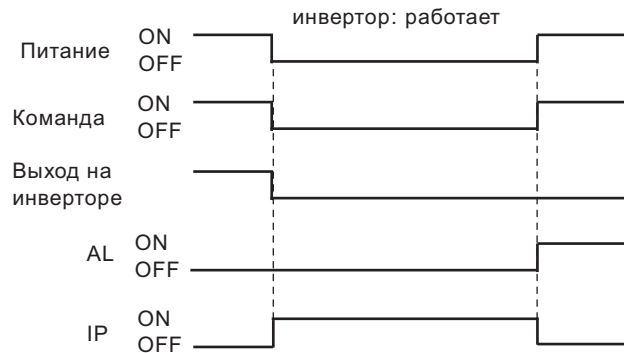 инвертор: работает
Питание
ON
OFF
Команда
ON
OFF
Выход на
инверторе
AL
ON
OFF
IP
ON
OFF